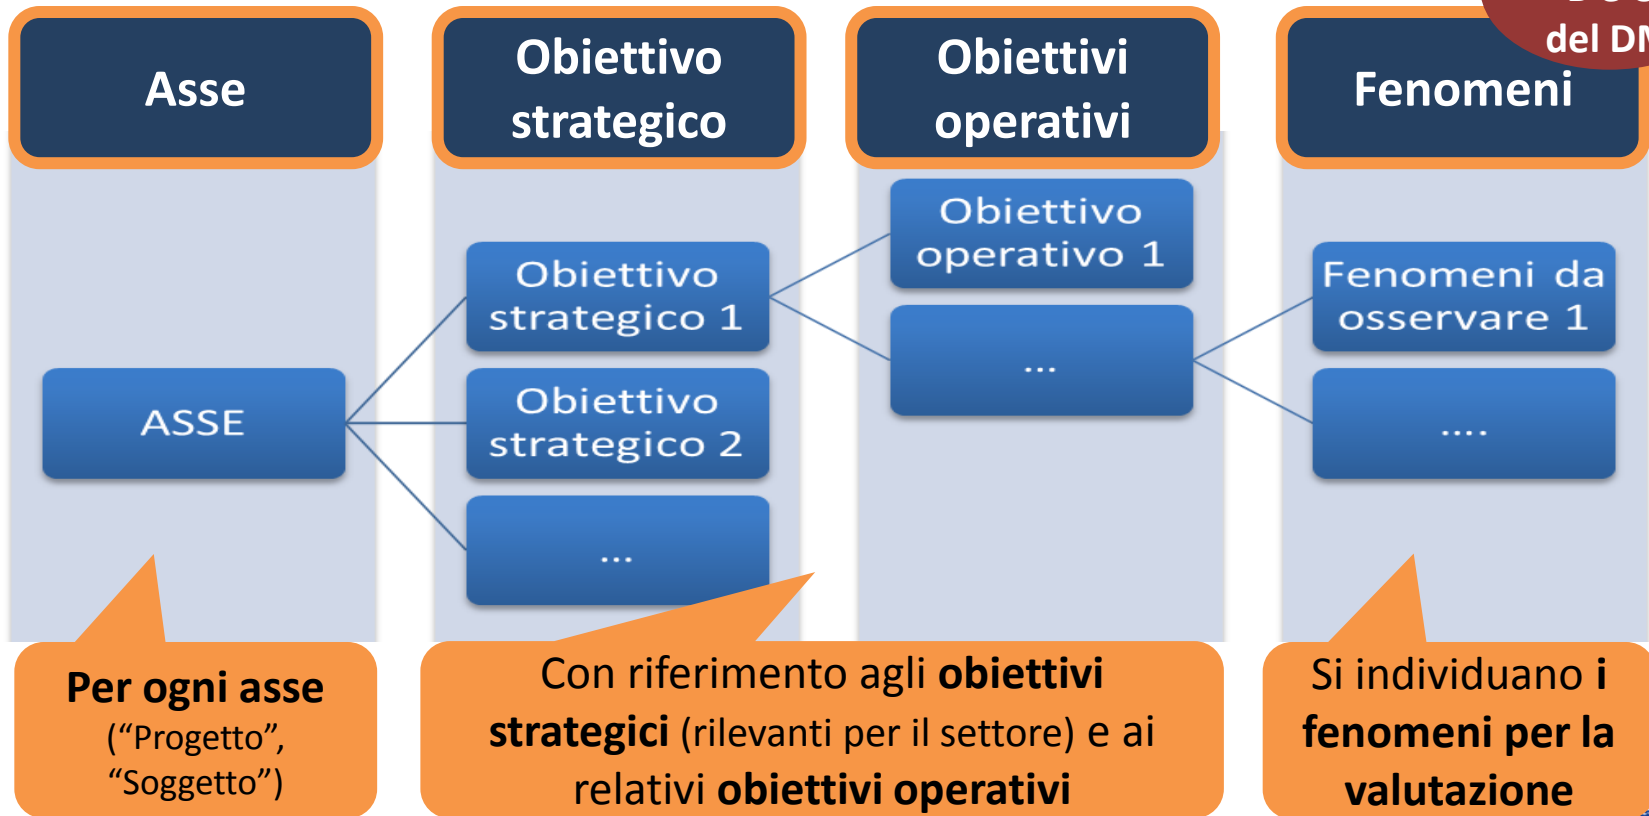 del DM
Asse
Obiettivo
strategico
Obiettivi
operativi
Fenomeni
Obiettivo
operativo 1
Obiettivo
strategico 1
Fenomeni da
osservare 1
...
ASSE
Obiettivo
strategico 2
....
...
Per ogni asse
(“Progetto”,
“Soggetto”)
Con riferimento agli obiettivi
strategici (rilevanti per il settore) e ai
relativi obiettivi operativi
Si individuano i
fenomeni per la
valutazione